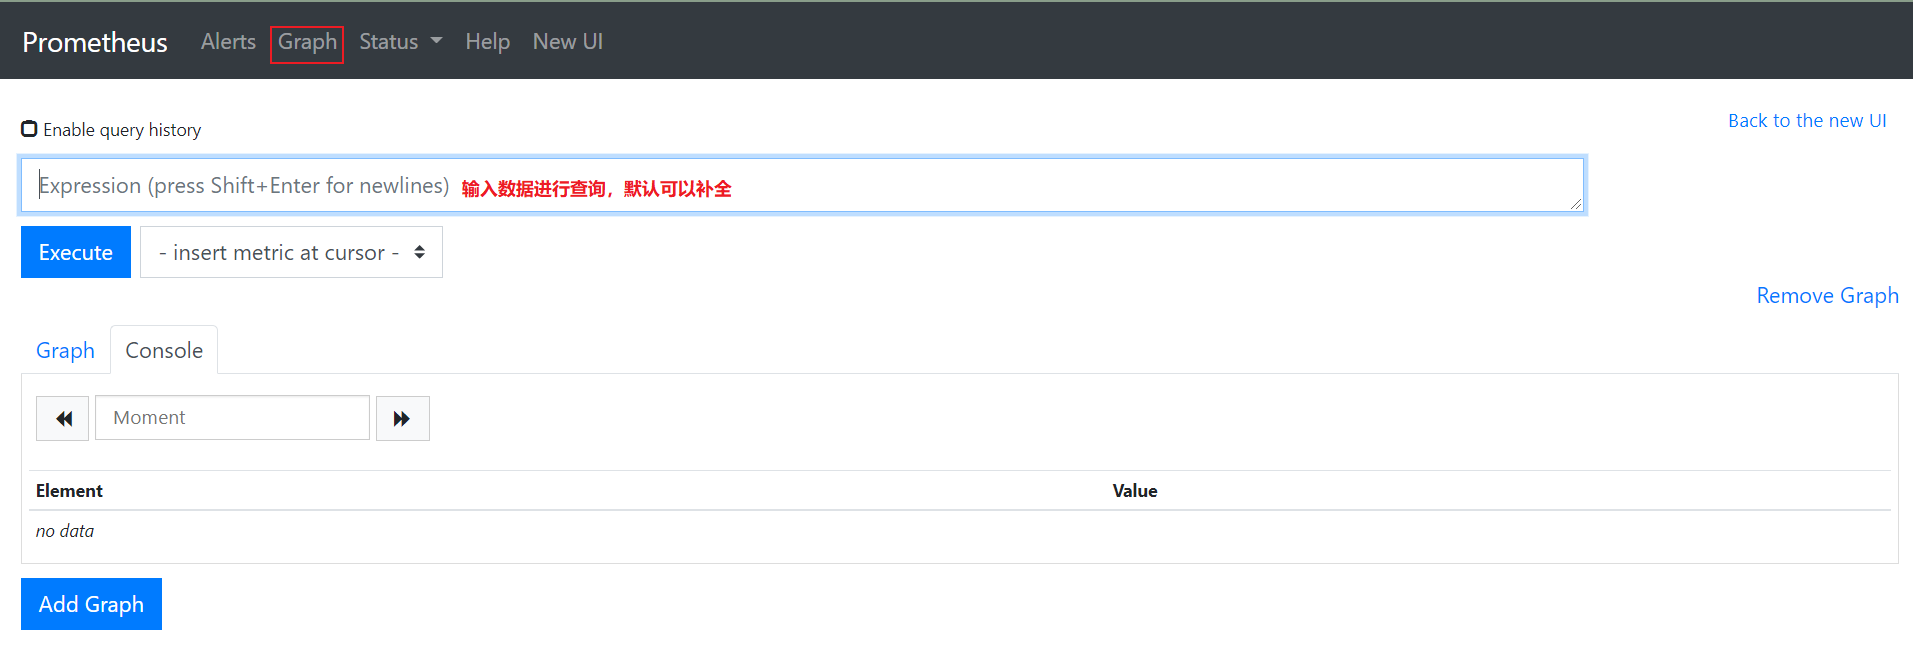 Prometheus Alerts Graph Status Help New UI
Enable query history
Back to the new UI
Expression (press Shift+Enter for newlines) 输入数据进行查询，默认可以补全
Execute - insert metric at cursor -
Remove Graph
Graph Console
Moment
Element Value
no data
Add Graph